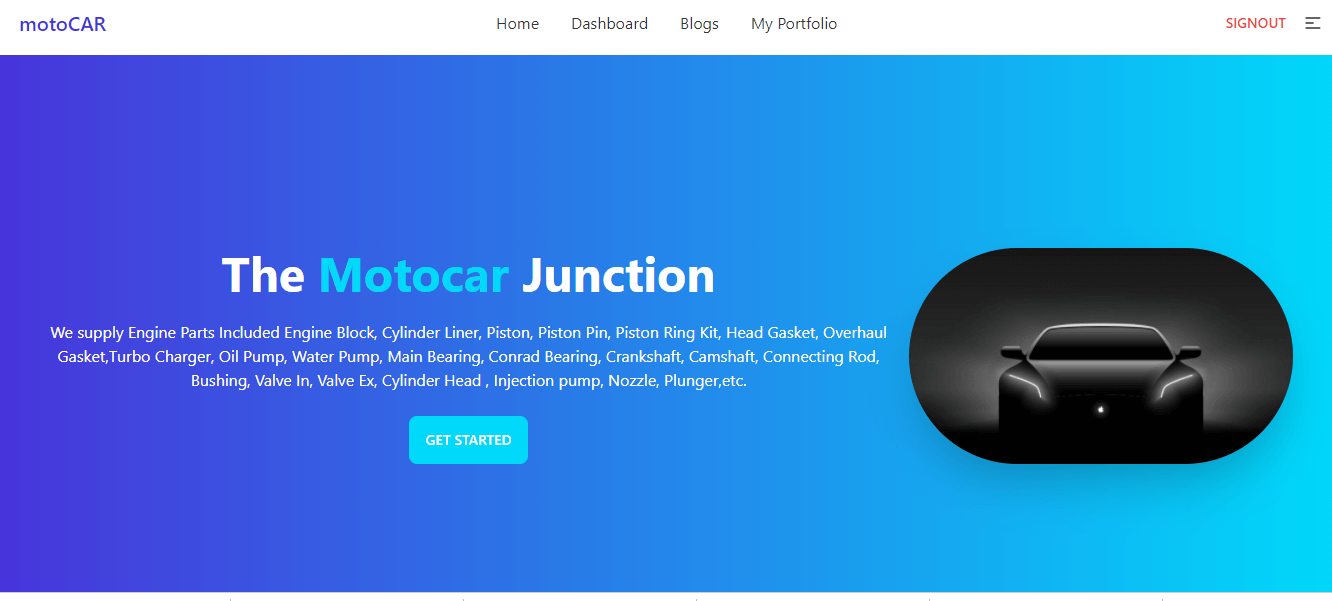 motoCAR
Home Dashboard Blogs My Portfolio
SIGNOUT
The Motocar Junction
We supply Engine Parts Included Engine Block, Cylinder Liner, Piston, Piston Pin, Piston Ring Kit, Head Gasket, Overhaul
Gasket,Turbo Charger, Oil Pump, Water Pump, Main Bearing, Conrad Bearing, Crankshaft, Camshaft, Connecting Rod,
Bushing, Valve In, Valve Ex, Cylinder Head , Injection pump, Nozzle, Plunger,etc.
GET STARTED